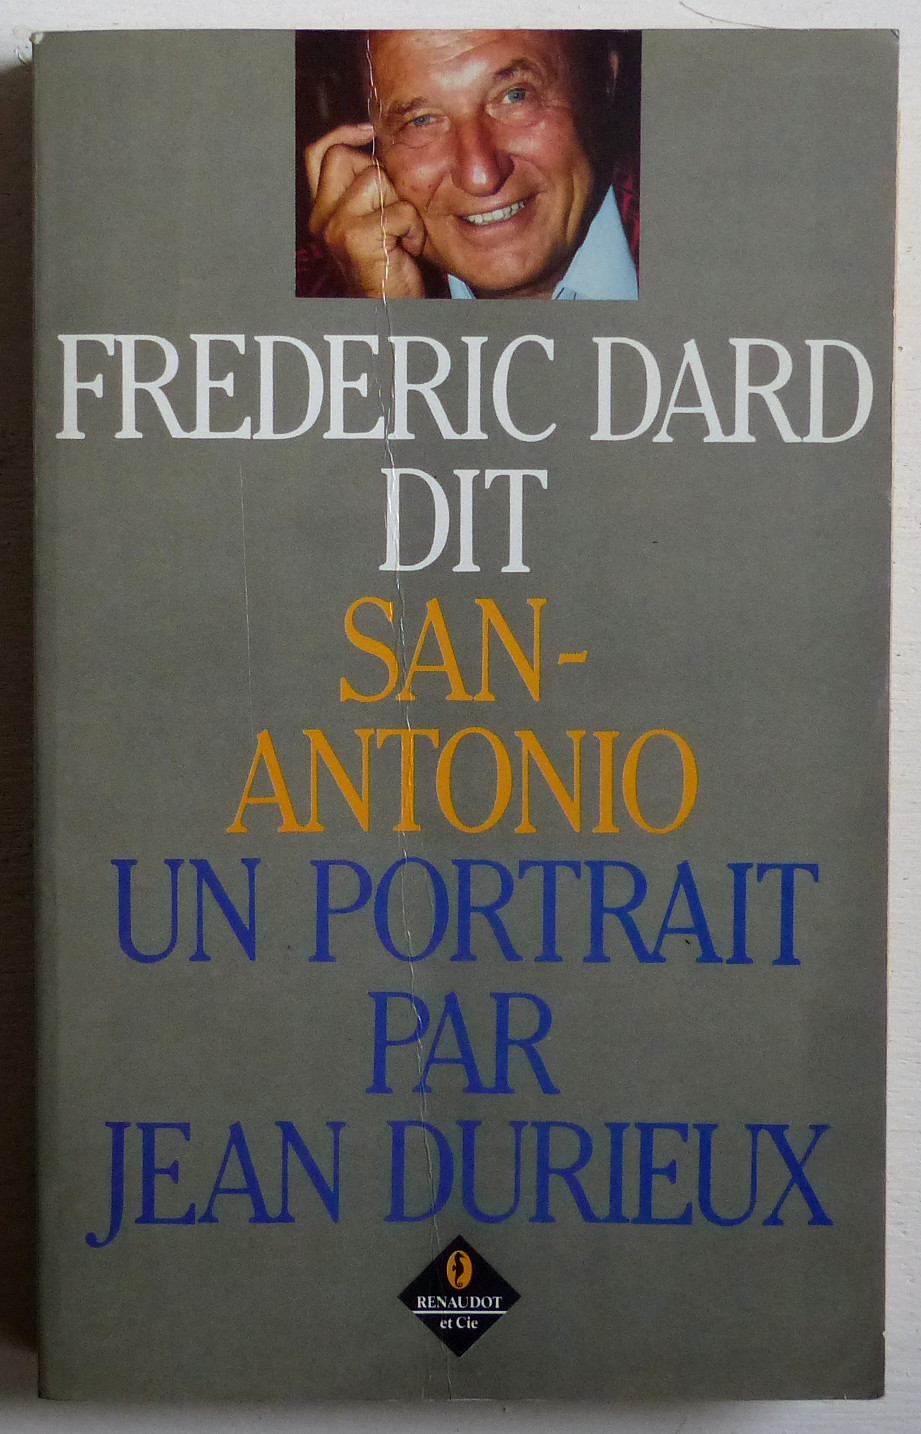 FREDERIC DARD
DIT
SAN-
ANTONIO
UN PORTRAIT
PAR
JEAN DURIEUX
RENAUDOT
et Cie